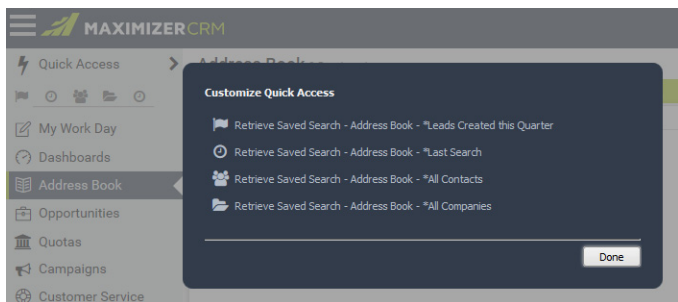 MAXIMIZERCRM
Quick Access
Address Book
Customize Quick Access
Retrieve Saved Search - Address Book - *Leads Created this Quarter
Retrieve Saved Search - Address Book - *Last Search
Retrieve Saved Search - Address Book - *All Contacts
Retrieve Saved Search - Address Book - *All Companies
Done
My Work Day
Dashboards
Address Book
Opportunities
Quotas
Campaigns
Customer Service